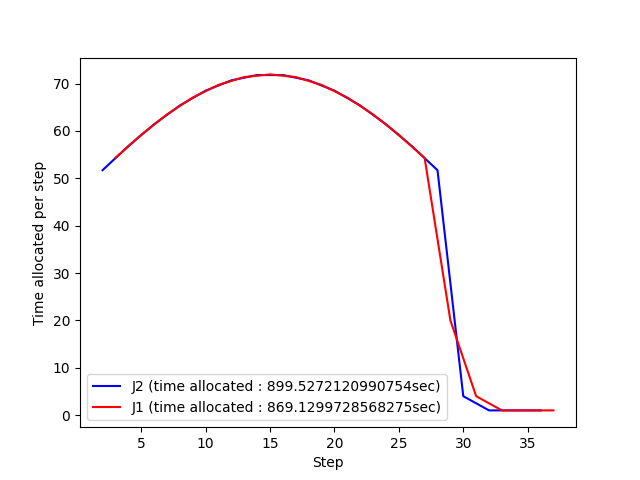 70
60
50
40
30
20
10
0
Time allocated per step
J2 (time allocated : 899.5272120990754sec)
J1 (time allocated : 869.1299728568275sec)
5 10 15 20 25 30 35
Step